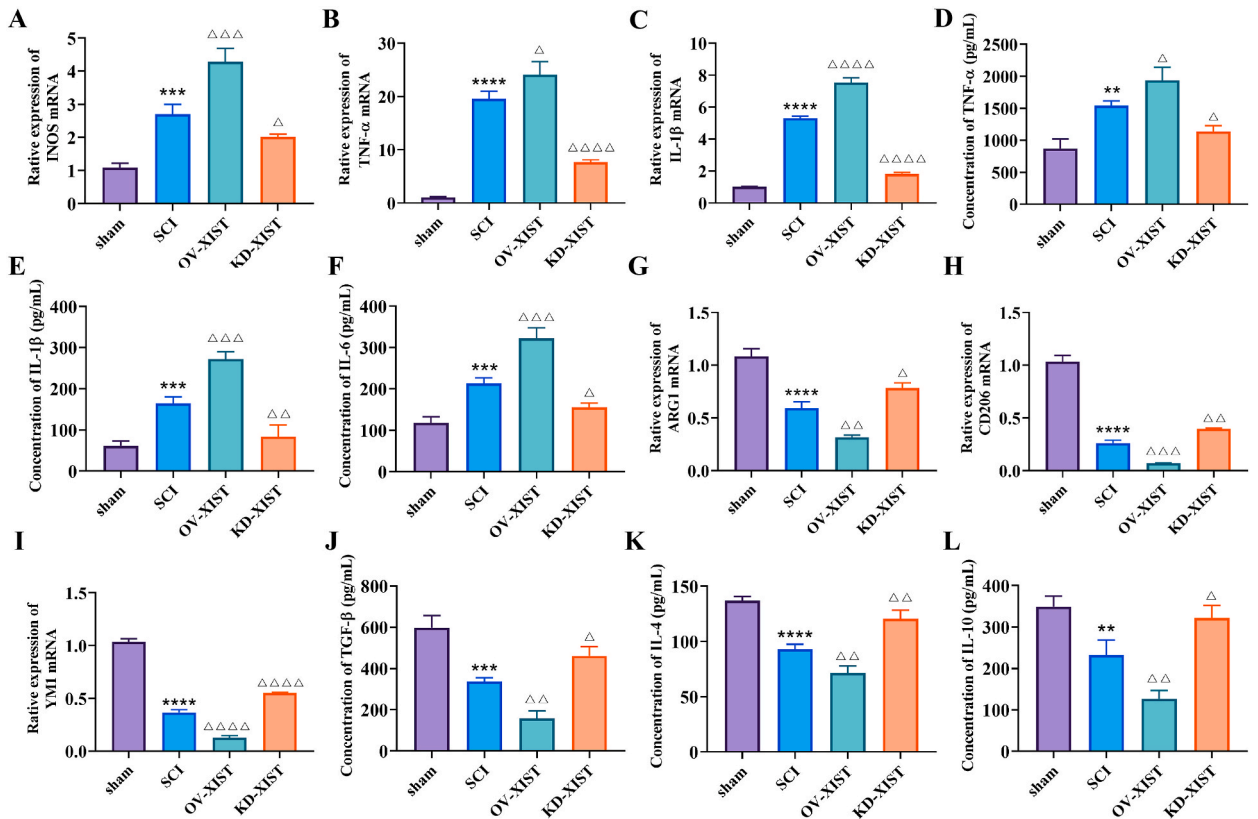 A
Rative expression of
INOS mRNA
5
4
3
2
1
0
***
△△△
△
sham
SCI
OV-XIST
KD-XIST
B
Rative expression of
TNF-α mRNA
30
20
10
0
****
△
△△△△
sham
SCI
OV-XIST
KD-XIST
C
Rative expression of
IL-1β mRNA
10
8
6
4
2
0
****
△△△△
△△△△
sham
SCI
OV-XIST
KD-XIST
D
Concentration of TNF-α (pg/mL)
2500
2000
1500
1000
500
0
**
△
△
sham
SCI
OV-XIST
KD-XIST
E
Concentration of IL-1β (pg/mL)
400
300
200
100
0
***
△△△
△△
sham
SCI
OV-XIST
KD-XIST
F
Concentration of IL-6 (pg/mL)
400
300
200
100
0
***
△△△
△
sham
SCI
OV-XIST
KD-XIST
G
Rative expression of
ARG1 mRNA
1.5
1.0
0.5
0.0
****
△△
△
sham
SCI
OV-XIST
KD-XIST
H
Rative expression of
CD206 mRNA
1.5
1.0
0.5
0.0
****
△△△
△△
sham
SCI
OV-XIST
KD-XIST
I
Rative expression of
YM1 mRNA
1.5
1.0
0.5
0.0
****
△△△△
△△△△
sham
SCI
OV-XIST
KD-XIST
J
Concentration of TGF-β (pg/mL)
800
600
400
200
0
***
△△
△
sham
SCI
OV-XIST
KD-XIST
K
Concentration of IL-4 (pg/mL)
150
100
50
0
****
△△
△△
sham
SCI
OV-XIST
KD-XIST
L
Concentration of IL-10 (pg/mL)
400
300
200
100
0
**
△△
△
sham
SCI
OV-XIST
KD-XIST